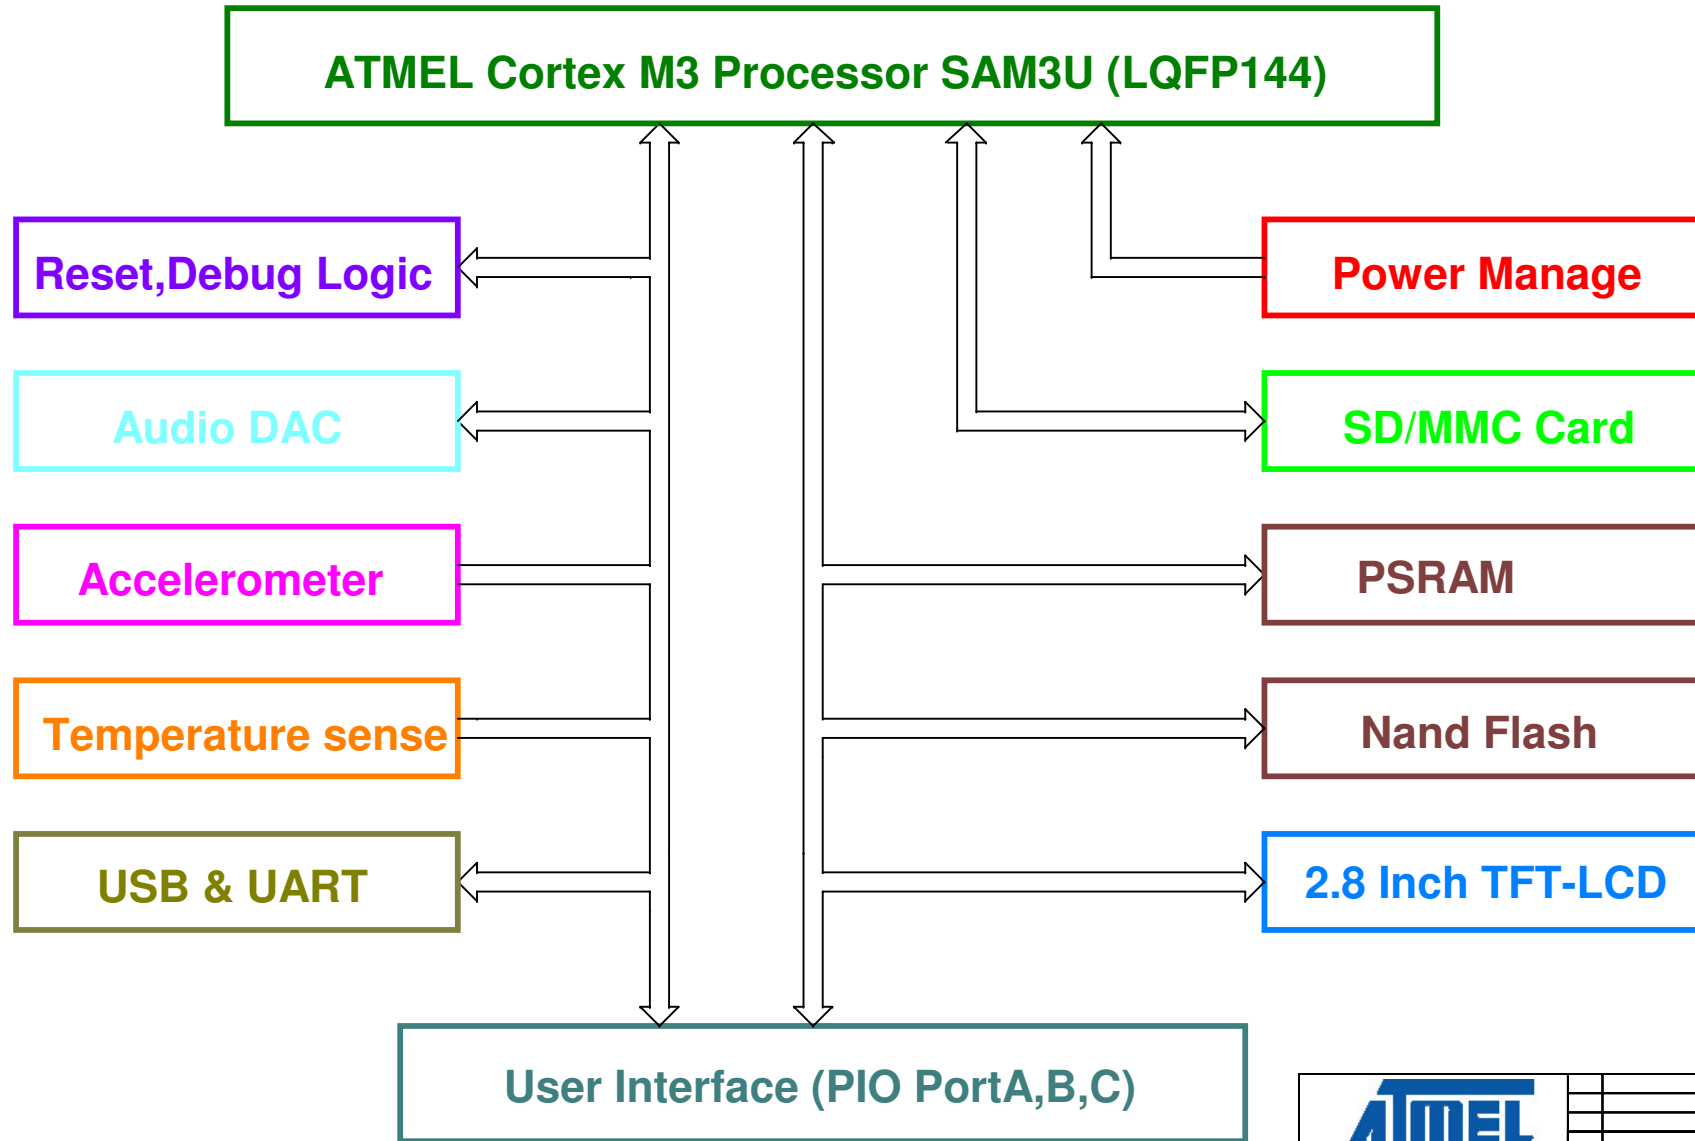 ATMEL Cortex M3 Processor SAM3U (LQFP144)
Reset,Debug Logic
Power Manage
Audio DAC
SD/MMC Card
Accelerometer
PSRAM
Temperature sense
Nand Flash
USB & UART
2.8 Inch TFT-LCD
User Interface (PIO PortA,B,C)
ATMEL